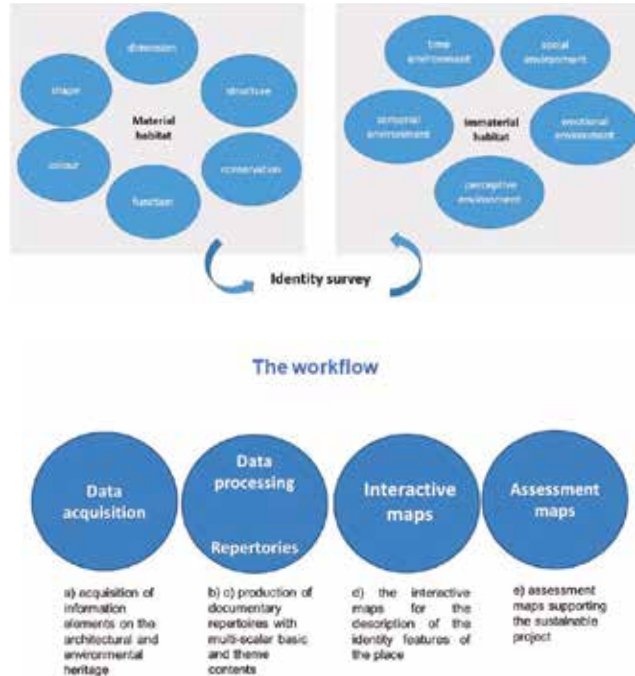 dimension
shape
structure
Material
habitat
colour
conservation
function
time
environment
social
environment
sensorial
environment
Immaterial
habitat
emotional
environment
perceptive
environment
Identity survey
The workflow
Data
acquisition
Data
processing
Repertories
Interactive
maps
Assessment
maps
a) acquisition of
information
elements on the
architectural and
environmental
heritage
b) c) production of
documentary
repertoires with
multi-scalar basic
and theme
contents
d) the interactive
maps for the
description of the
identity features of
the place
e) assessment
maps supporting
the sustainable
project